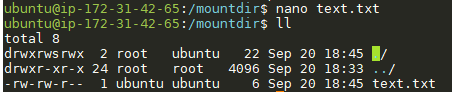 ubuntu@ip-172-31-42-65:/mountdir$ nano text.txt
ubuntu@ip-172-31-42-65:/mountdir$ ll
total 8
drwxrwsrwx  2 root   ubuntu   22 Sep 20 18:45 ./
drwxr-xr-x 24 root   root   4096 Sep 20 18:33 ../
-rw-rw-r--  1 ubuntu ubuntu    6 Sep 20 18:45 text.txt